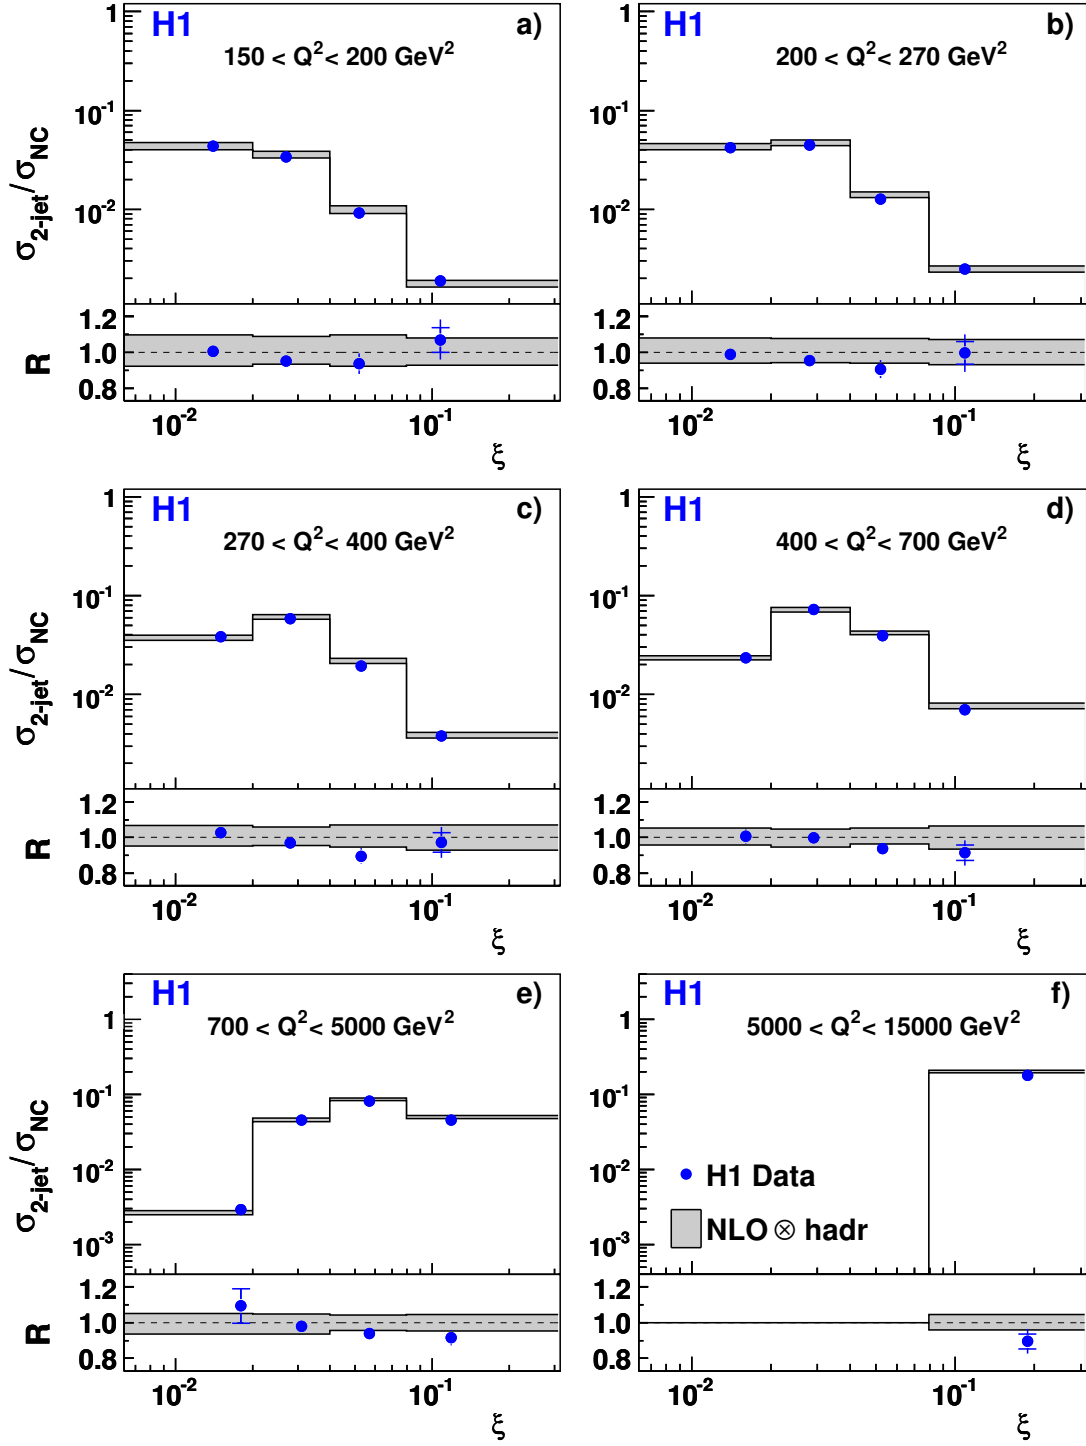 H1 a)
150 < Q² < 200 GeV²
σ2-jet/σNC
1
10⁻¹
10⁻²
R
1.2
1.0
0.8
10⁻² 10⁻¹
ξ
H1 b)
200 < Q² < 270 GeV²
1
10⁻¹
10⁻²
1.2
1.0
0.8
10⁻² 10⁻¹
ξ
H1 c)
270 < Q² < 400 GeV²
σ2-jet/σNC
1
10⁻¹
10⁻²
R
1.2
1.0
0.8
10⁻² 10⁻¹
ξ
H1 d)
400 < Q² < 700 GeV²
1
10⁻¹
10⁻²
1.2
1.0
0.8
10⁻² 10⁻¹
ξ
H1 e)
700 < Q² < 5000 GeV²
σ2-jet/σNC
1
10⁻¹
10⁻²
10⁻³
R
1.2
1.0
0.8
10⁻² 10⁻¹
ξ
H1 f)
5000 < Q² < 15000 GeV²
1
10⁻¹
10⁻²
10⁻³
H1 Data
NLO ⊗ hadr
1.2
1.0
0.8
10⁻² 10⁻¹
ξ